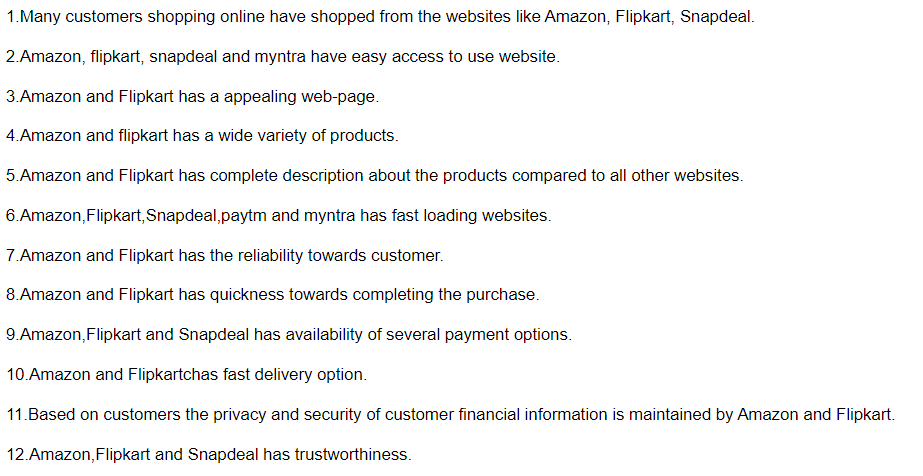 1.Many customers shopping online have shopped from the websites like Amazon, Flipkart, Snapdeal.
2.Amazon, flipkart, snapdeal and myntra have easy access to use website.
3.Amazon and Flipkart has a appealing web-page.
4.Amazon and flipkart has a wide variety of products.
5.Amazon and Flipkart has complete description about the products compared to all other websites.
6.Amazon,Flipkart,Snapdeal,paytm and myntra has fast loading websites.
7.Amazon and Flipkart has the reliability towards customer.
8.Amazon and Flipkart has quickness towards completing the purchase.
9.Amazon,Flipkart and Snapdeal has availability of several payment options.
10.Amazon and Flipkartchas fast delivery option.
11.Based on customers the privacy and security of customer financial information is maintained by Amazon and Flipkart.
12.Amazon,Flipkart and Snapdeal has trustworthiness.